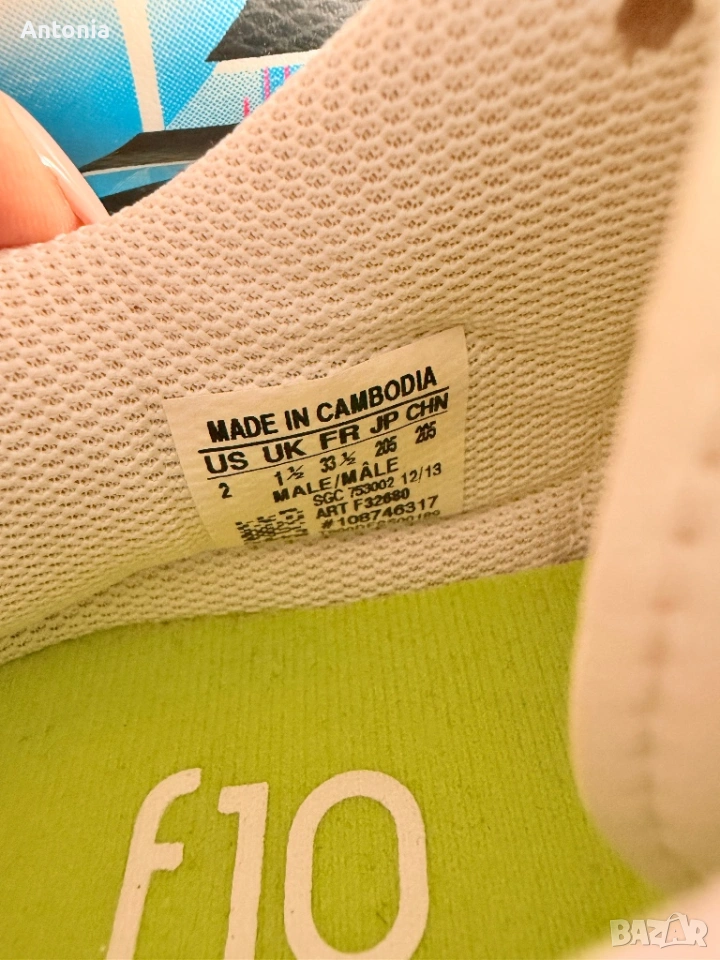 Antonia
MADE IN CAMBODIA
US UK FR JP CHN
2 1½ 33½ 205 205
MALE/MÂLE
SGC 753002 12/13
ART F32680
#108746317
f10
BAZAR